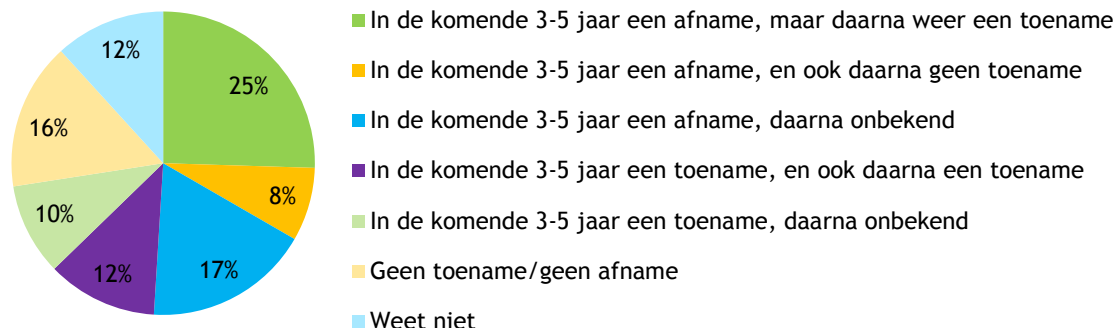 12%
25%
16%
8%
10%
12%
17%
In de komende 3-5 jaar een afname, maar daarna weer een toename
In de komende 3-5 jaar een afname, en ook daarna geen toename
In de komende 3-5 jaar een afname, daarna onbekend
In de komende 3-5 jaar een toename, en ook daarna een toename
In de komende 3-5 jaar een toename, daarna onbekend
Geen toename/geen afname
Weet niet